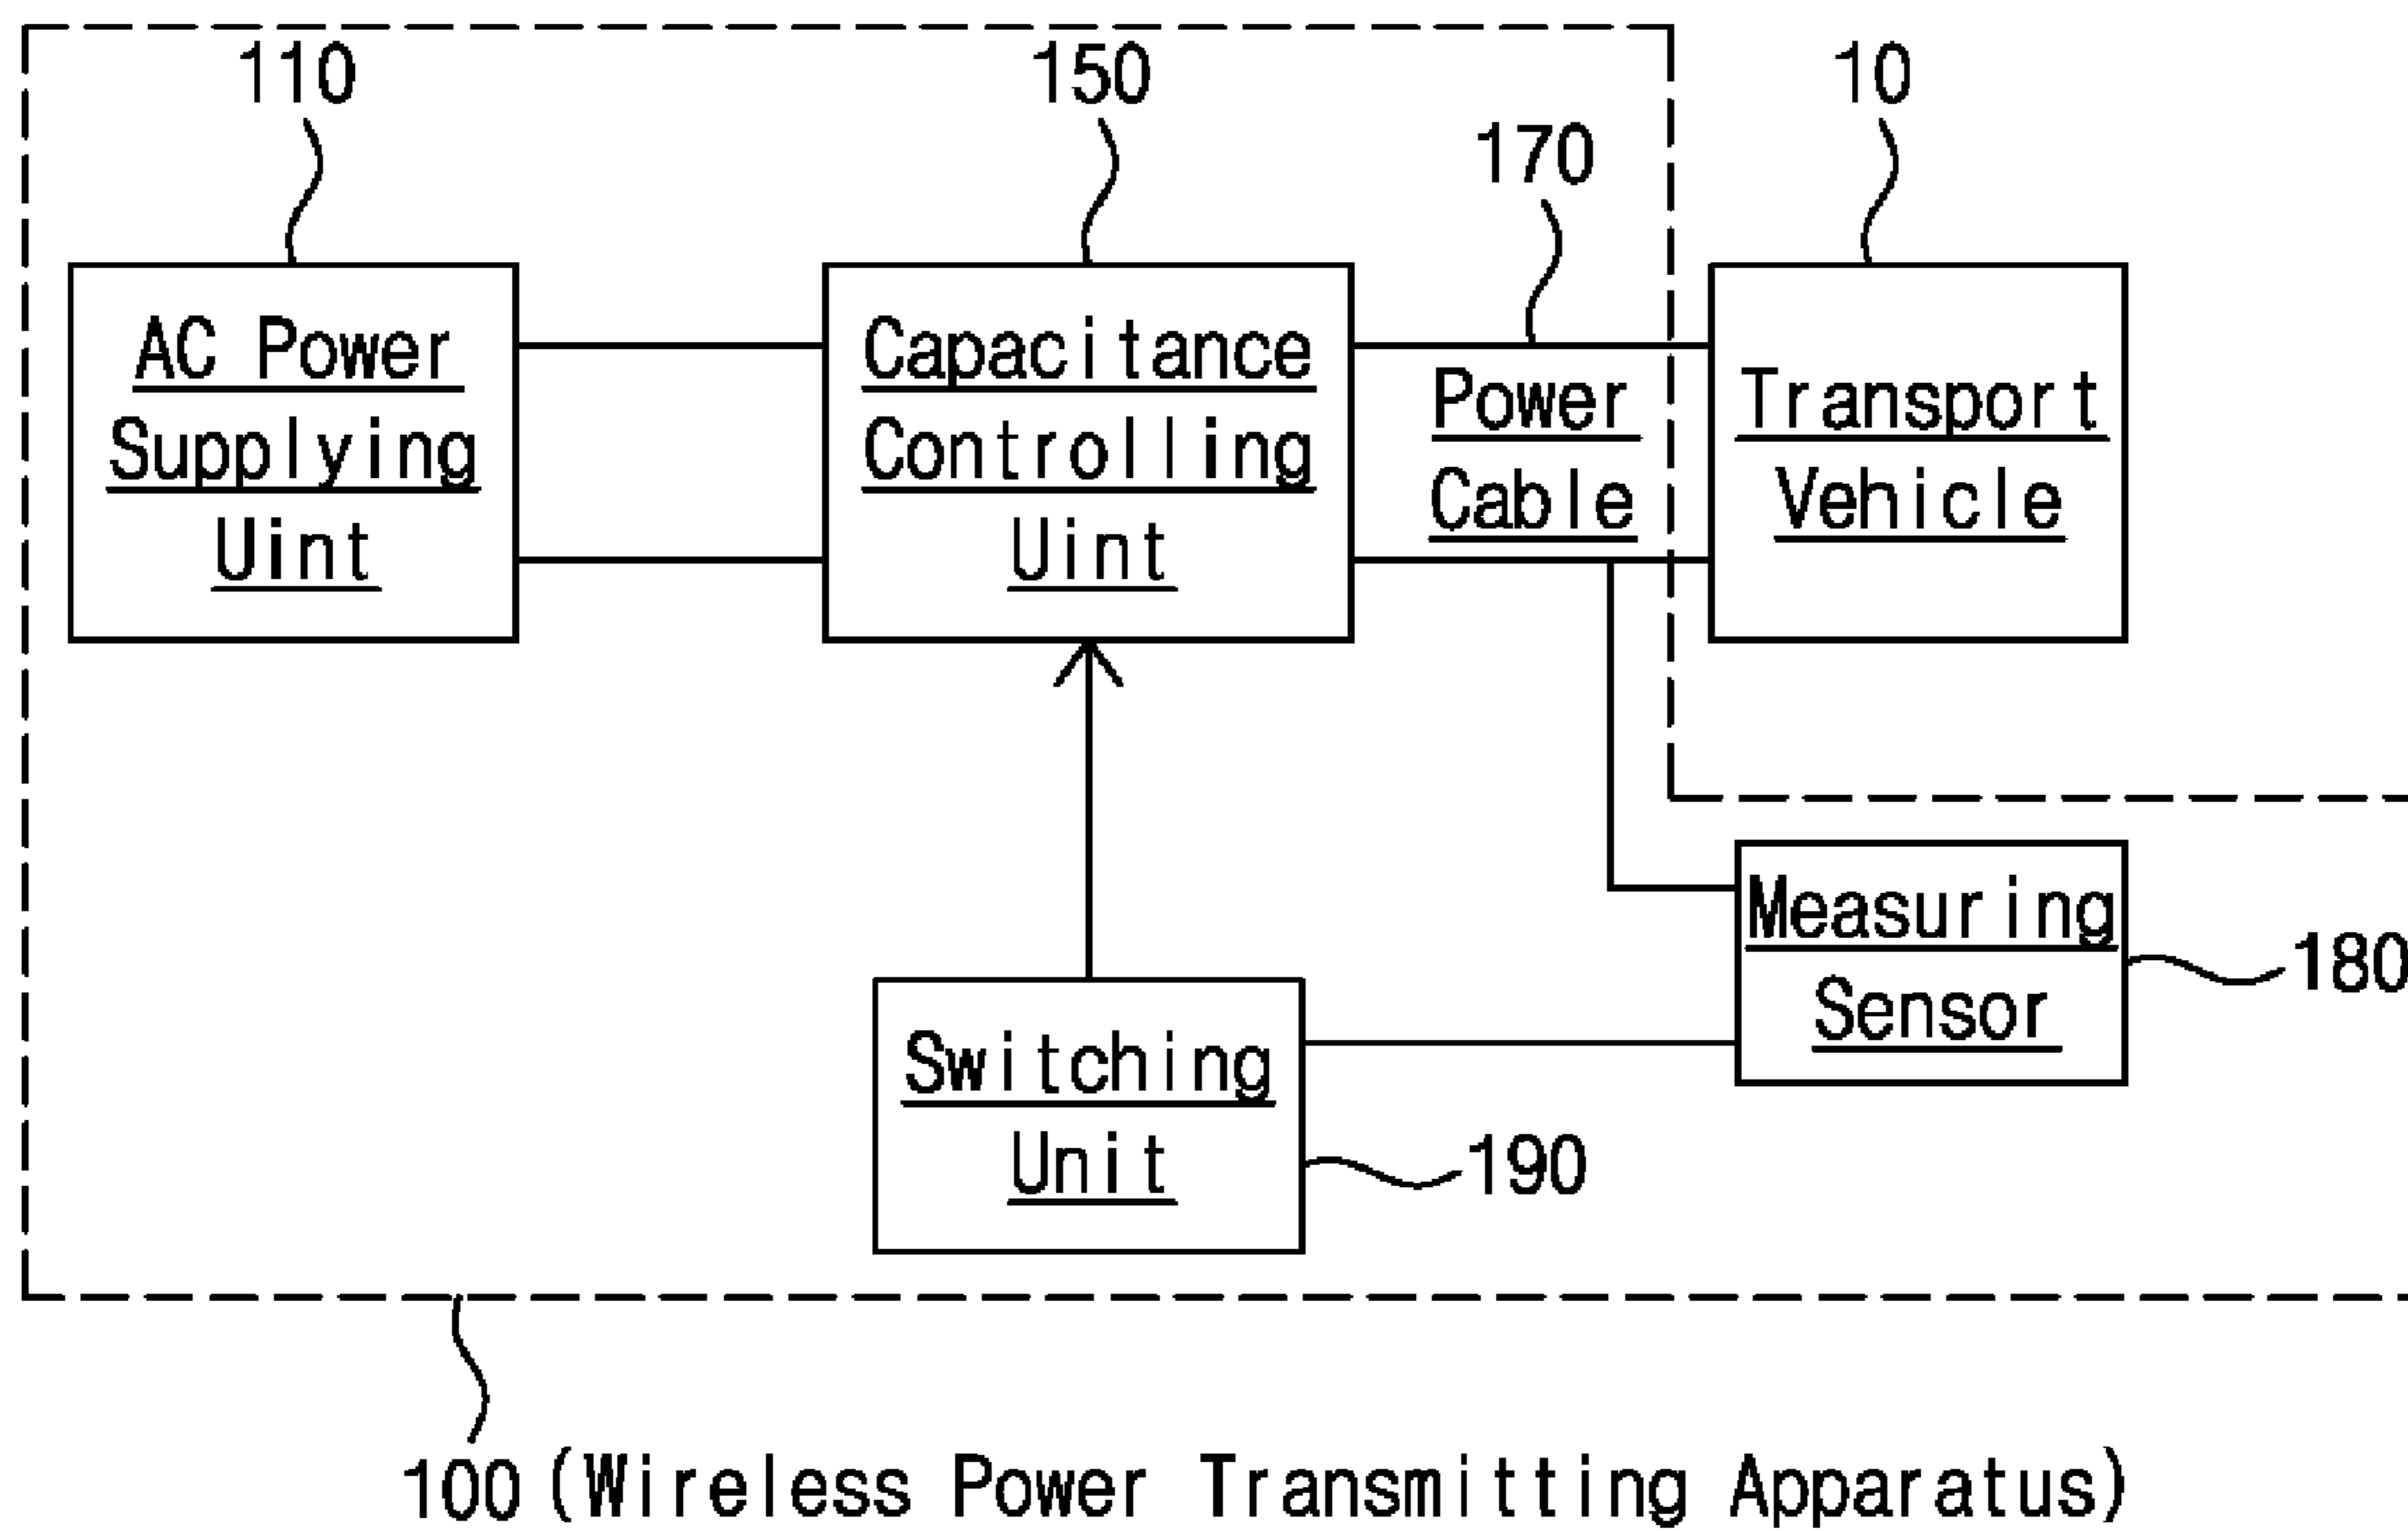 110
150
10
170
AC Power
Supplying
Uint
Capacitance
Controlling
Uint
Power
Cable
Transport
Vehicle
Measuring
Sensor
180
Switching
Unit
190
100 (Wireless Power Transmitting Apparatus)